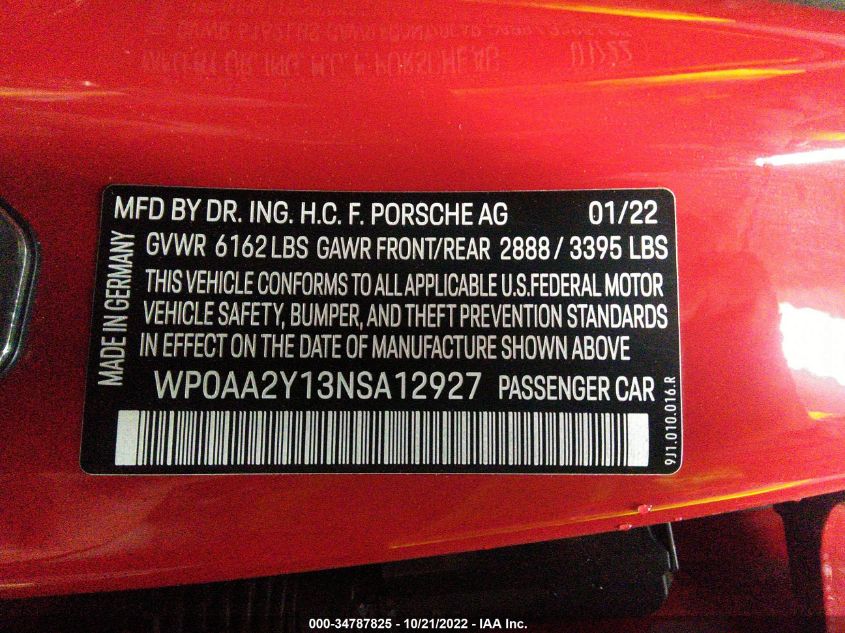 MFD BY DR. ING. H.C. F. PORSCHE AG 01/22
GVWR 6162 LBS GAWR FRONT/REAR 2888 / 3395 LBS
THIS VEHICLE CONFORMS TO ALL APPLICABLE U.S. FEDERAL MOTOR
VEHICLE SAFETY, BUMPER, AND THEFT PREVENTION STANDARDS
IN EFFECT ON THE DATE OF MANUFACTURE SHOWN ABOVE
WP0AA2Y13NSA12927 PASSENGER CAR
MADE IN GERMANY
9J1.010.016.R
000-34787825 - 10/21/2022 - IAA Inc.